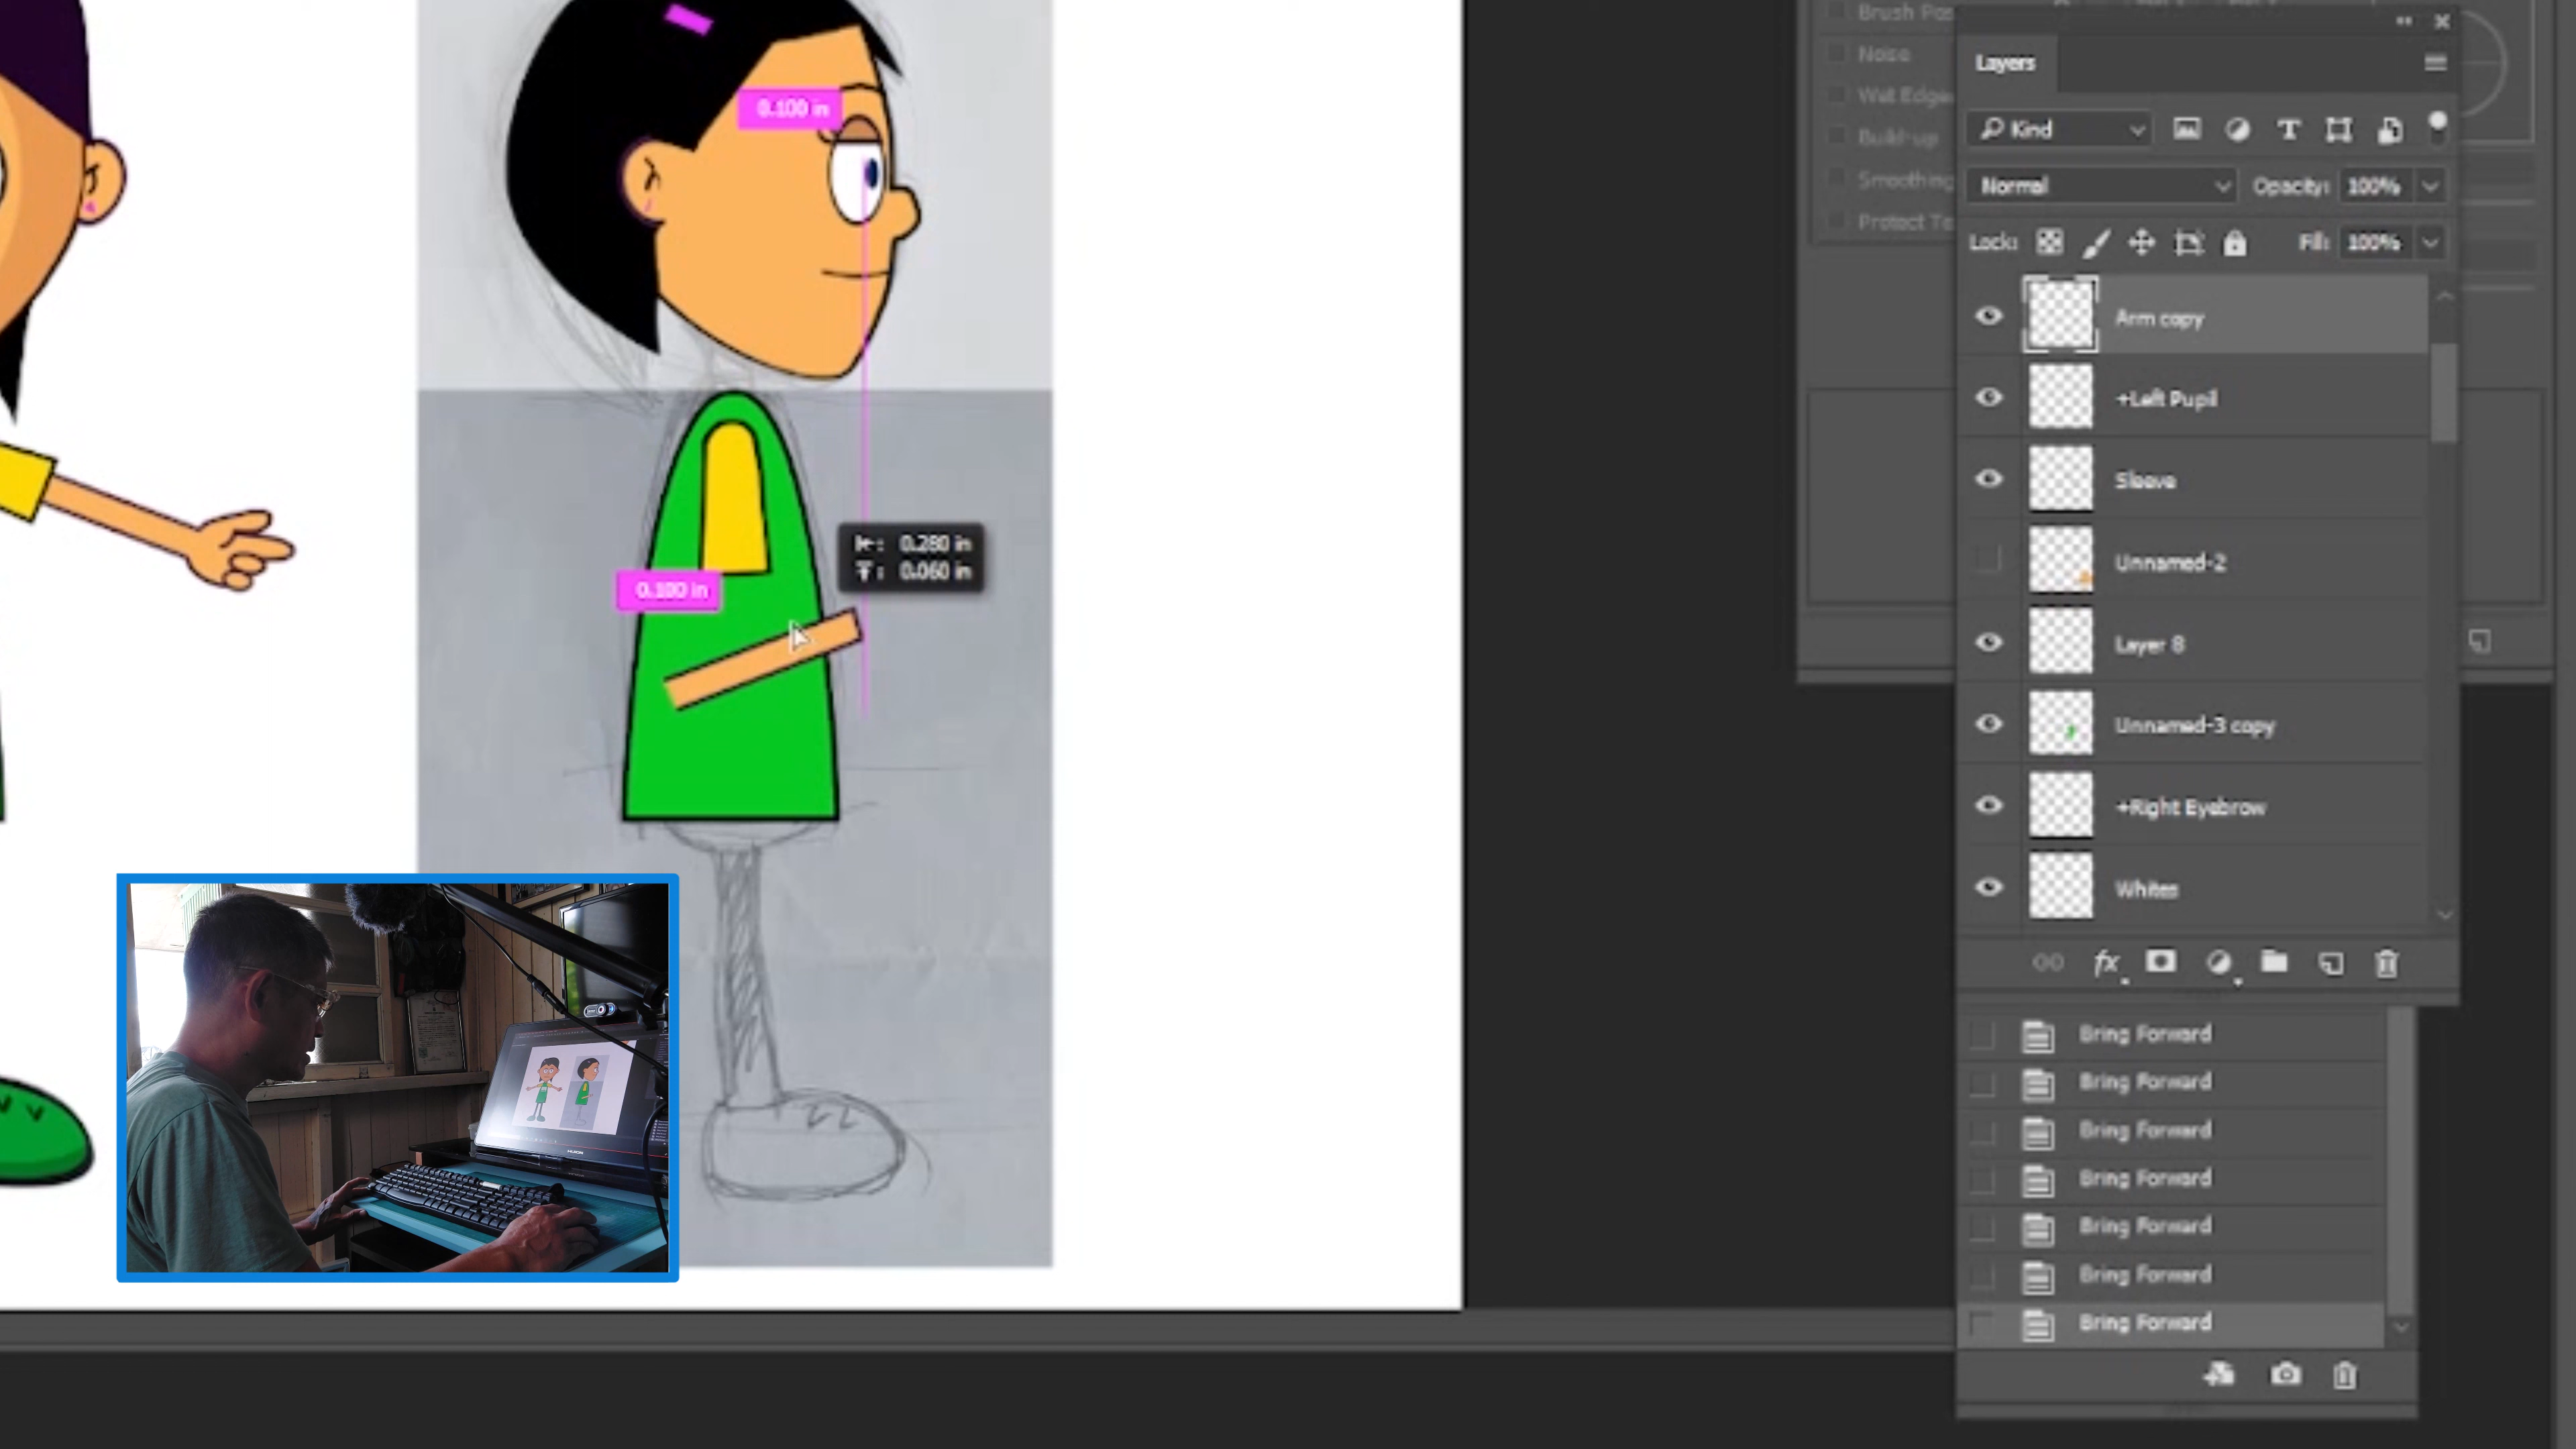 Brush Pos
Noise
Wet Edge
Build-up
Smoothing
Protect Te
Layers
Kind
Normal
Opacity: 100%
Lock:
Fill: 100%
Arm copy
+Left Pupil
Sleeve
Unnamed-2
Layer 8
Unnamed-3 copy
+Right Eyebrow
Whites
fx
Bring Forward
Bring Forward
Bring Forward
Bring Forward
Bring Forward
Bring Forward
Bring Forward
0.100 in
0.280 in
0.060 in
0.100 in